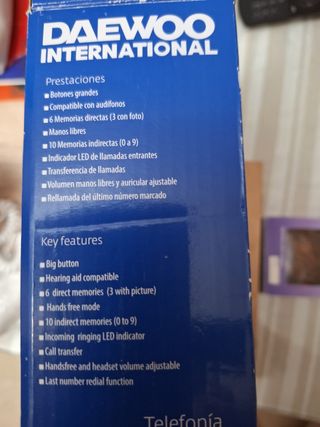 DAEWOO
INTERNATIONAL
Prestaciones
▪ Botones grandes
▪ Compatible con audífonos
▪ 6 Memorias directas (3 con foto)
▪ Manos libres
▪ 10 Memorias indirectas (0 a 9)
▪ Indicador LED de llamadas entrantes
▪ Transferencia de llamadas
▪ Volumen manos libres y auricular ajustable
▪ Rellamada del último número marcado
Key features
▪ Big button
▪ Hearing aid compatible
▪ 6 direct memories (3 with picture)
▪ Hands free mode
▪ 10 indirect memories (0 to 9)
▪ Incoming ringing LED indicator
▪ Call transfer
▪ Handsfree and headset volume adjustable
▪ Last number redial function
Telefonía